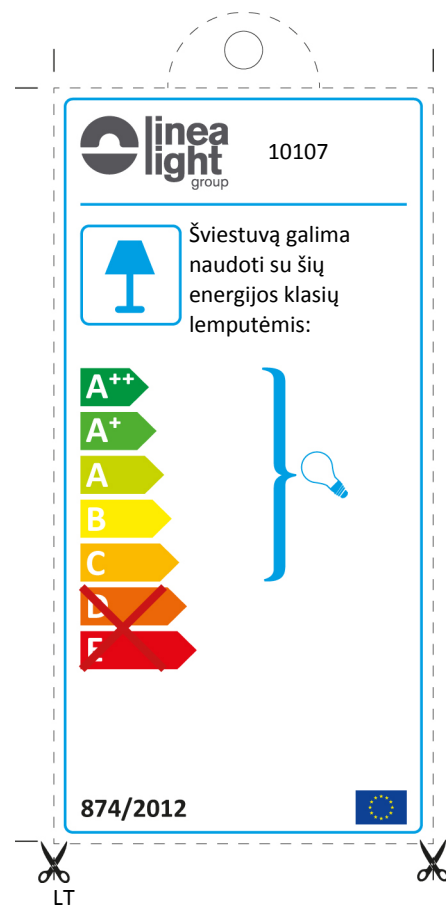 linea
light
group
10107
Šviestuvą galima
naudoti su šių
energijos klasių
lemputėmis:
A++
A+
A
B
C
D
E
874/2012
LT